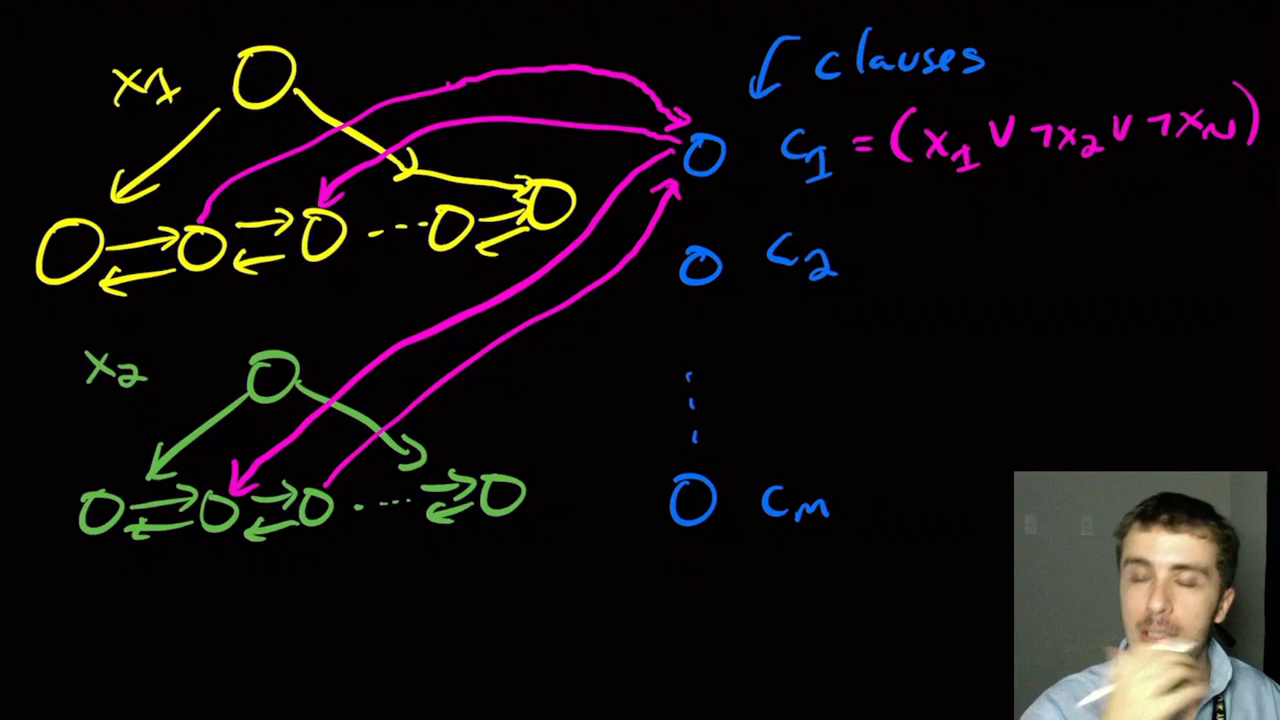 x1
clauses
C1 = (x1 ∨ ¬x2 ∨ ¬xN)
C2
x2
Cm